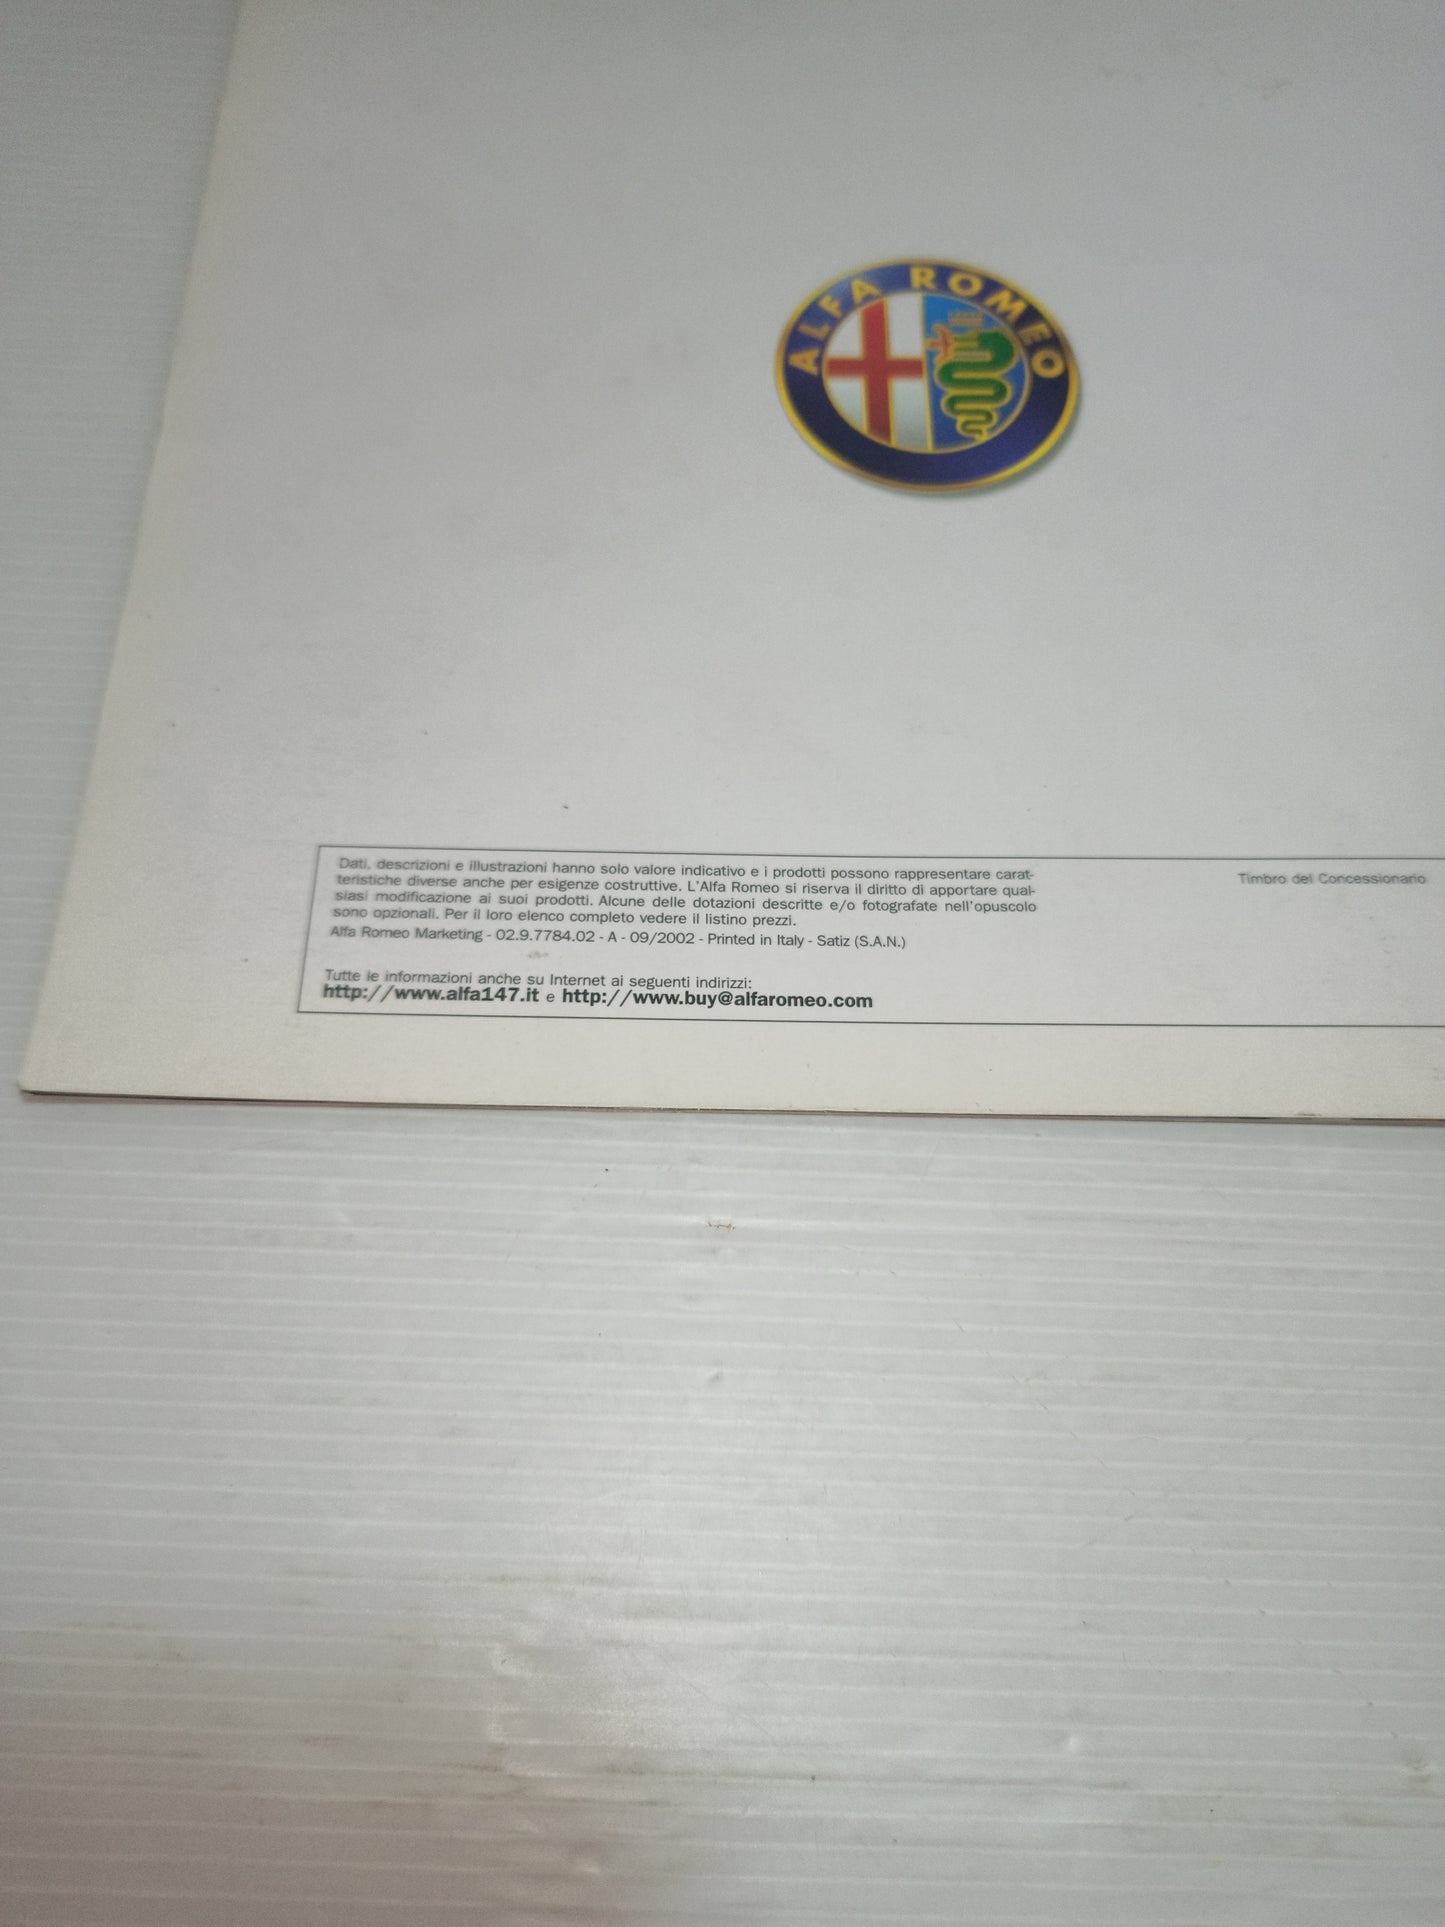 ALFA ROMEO
Dati, descrizioni e illustrazioni hanno solo valore indicativo e i prodotti possono rappresentare carat-
teristiche diverse anche per esigenze costruttive. L'Alfa Romeo si riserva il diritto di apportare qual-
siasi modificazione ai suoi prodotti. Alcune delle dotazioni descritte e/o fotografate nell'opuscolo
sono opzionali. Per il loro elenco completo vedere il listino prezzi.
Alfa Romeo Marketing - 02.9.7784.02 - A - 09/2002 - Printed in Italy - Satiz (S.A.N.)
Tutte le informazioni anche su Internet ai seguenti indirizzi:
http://www.alfa147.it e http://www.buy@alfaromeo.com
Timbro del Concessionario